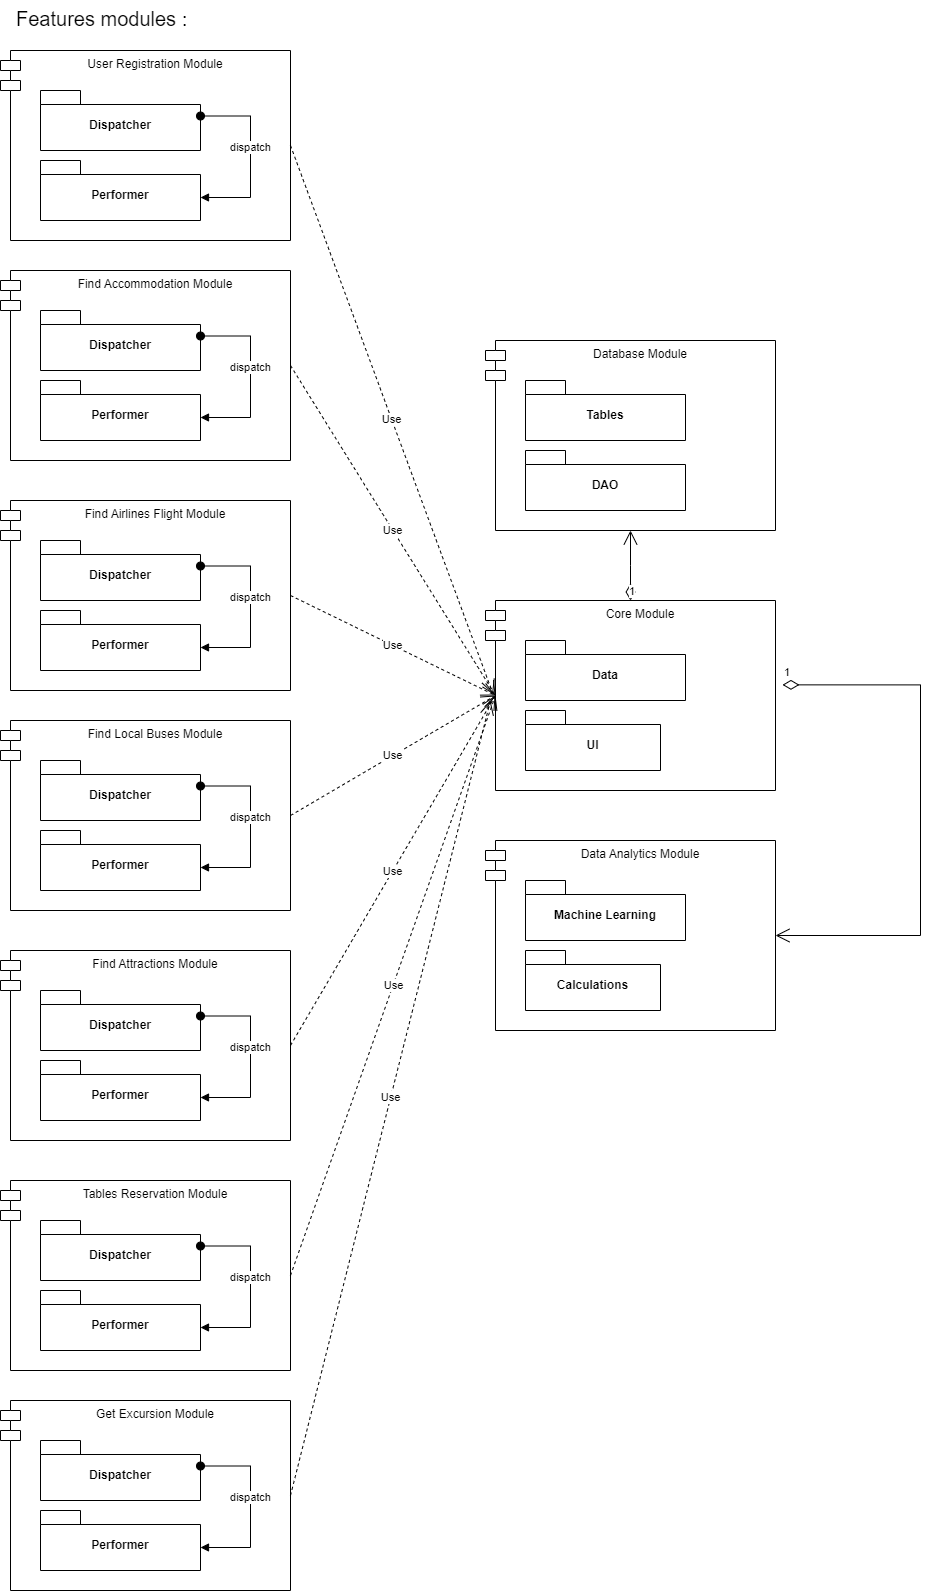 Features modules :
User Registration Module
Dispatcher
dispatch
Performer
Find Accommodation Module
Dispatcher
dispatch
Performer
Find Airlines Flight Module
Dispatcher
dispatch
Performer
Find Local Buses Module
Dispatcher
dispatch
Performer
Find Attractions Module
Dispatcher
dispatch
Performer
Tables Reservation Module
Dispatcher
dispatch
Performer
Get Excursion Module
Dispatcher
dispatch
Performer
Use
Use
Use
Use
Use
Use
Use
Database Module
Tables
DAO
1
Core Module
Data
UI
1
Data Analytics Module
Machine Learning
Calculations